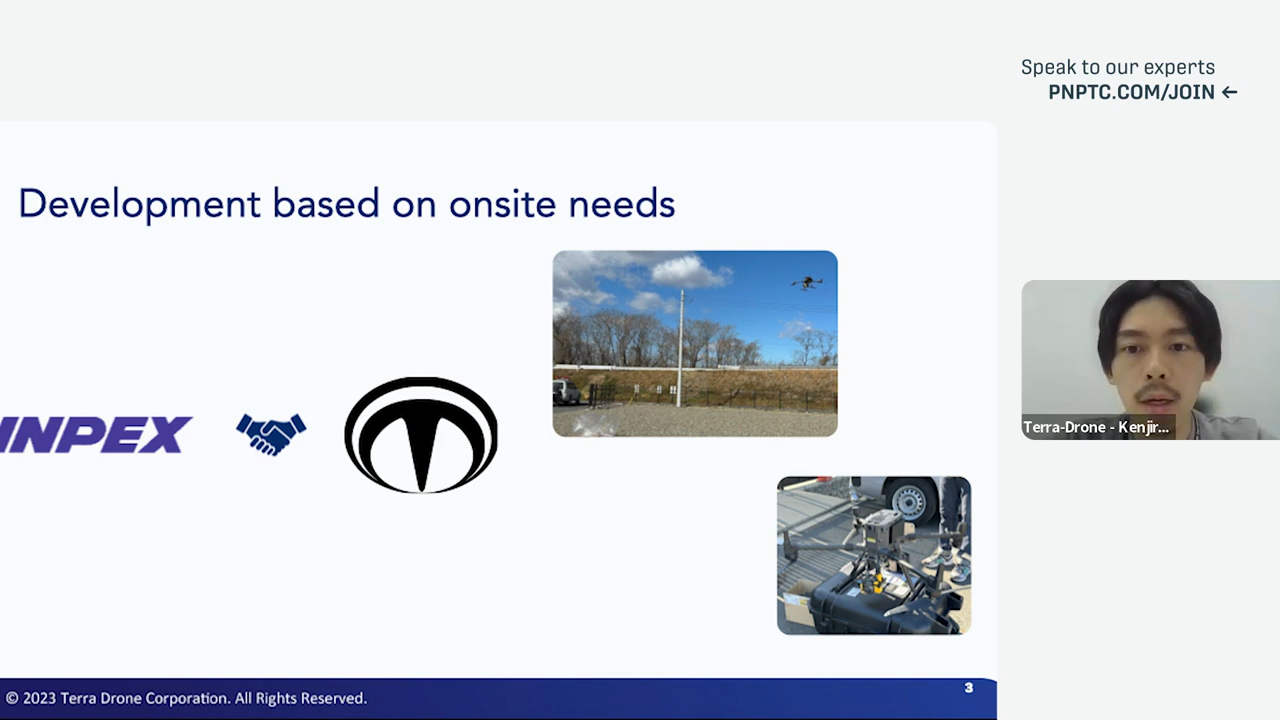 Speak to our experts
PNPTC.COM/JOIN ←
Development based on onsite needs
INPEX
Terra-Drone - Kenjir...
© 2023 Terra Drone Corporation. All Rights Reserved.
3